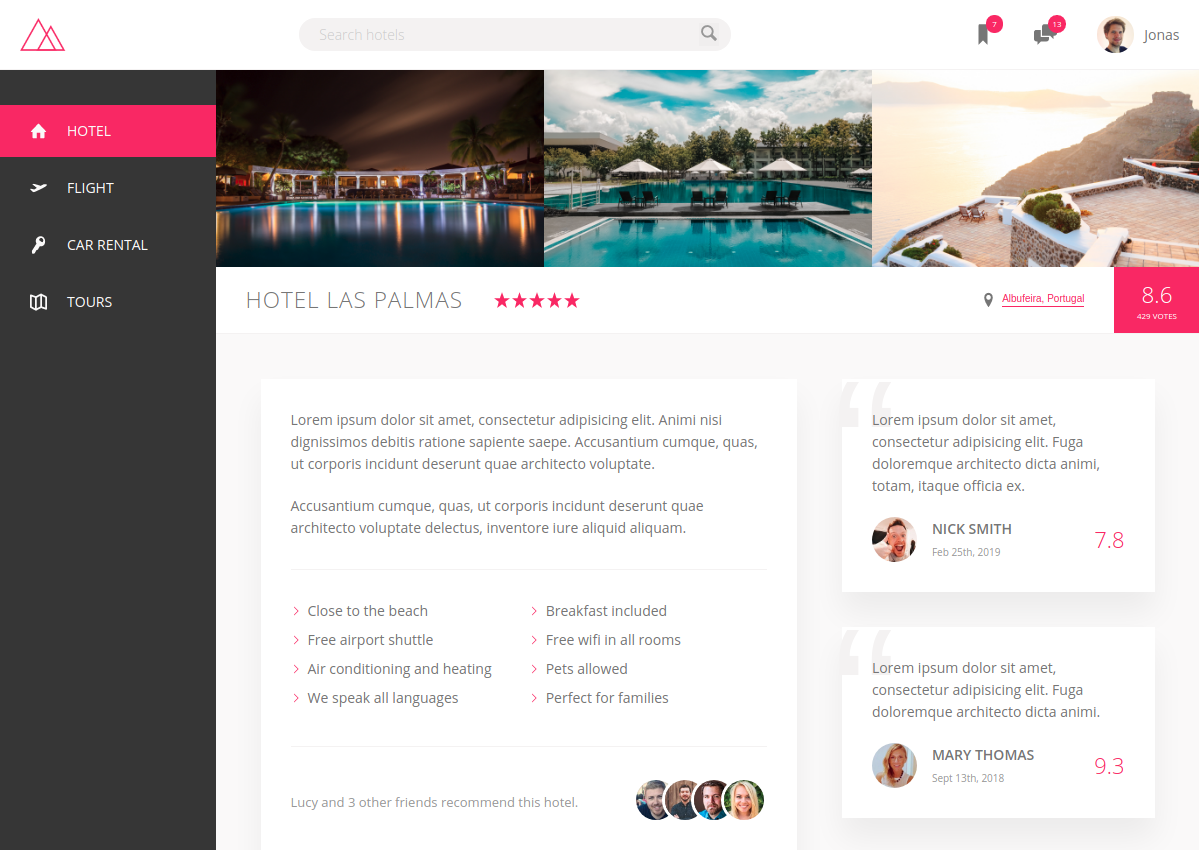 Search hotels
7
13
Jonas
HOTEL
FLIGHT
CAR RENTAL
TOURS
HOTEL LAS PALMAS
Albufeira, Portugal
8.6
429 VOTES
Lorem ipsum dolor sit amet, consectetur adipisicing elit. Animi nisi
dignissimos debitis ratione sapiente saepe. Accusantium cumque, quas,
ut corporis incidunt deserunt quae architecto voluptate.
Accusantium cumque, quas, ut corporis incidunt deserunt quae
architecto voluptate delectus, inventore iure aliquid aliquam.
Close to the beach
Free airport shuttle
Air conditioning and heating
We speak all languages
Breakfast included
Free wifi in all rooms
Pets allowed
Perfect for families
Lucy and 3 other friends recommend this hotel.
“
Lorem ipsum dolor sit amet,
consectetur adipisicing elit. Fuga
doloremque architecto dicta animi,
totam, itaque officia ex.
NICK SMITH
Feb 25th, 2019
7.8
“
Lorem ipsum dolor sit amet,
consectetur adipisicing elit. Fuga
doloremque architecto dicta animi.
MARY THOMAS
Sept 13th, 2018
9.3